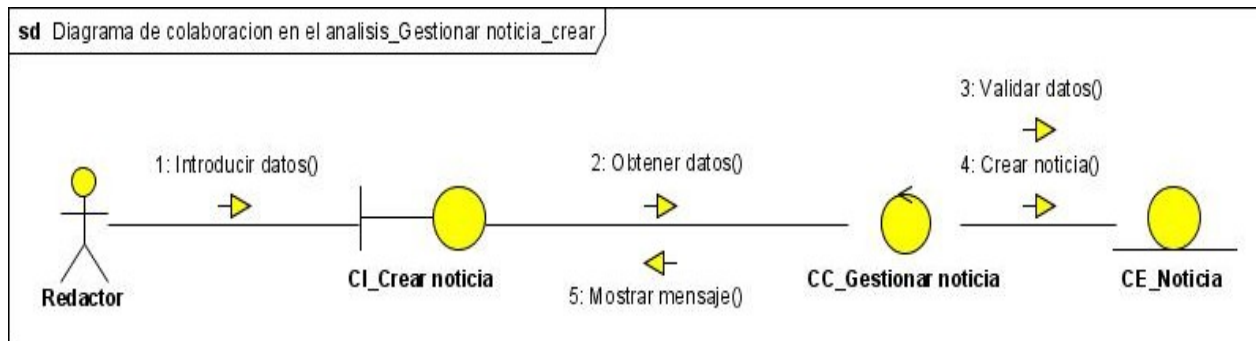 sd Diagrama de colaboracion en el analisis_Gestionar noticia_crear
3: Validar datos()
1: Introducir datos()
2: Obtener datos()
4: Crear noticia()
Redactor
CI_Crear noticia
5: Mostrar mensaje()
CC_Gestionar noticia
CE_Noticia